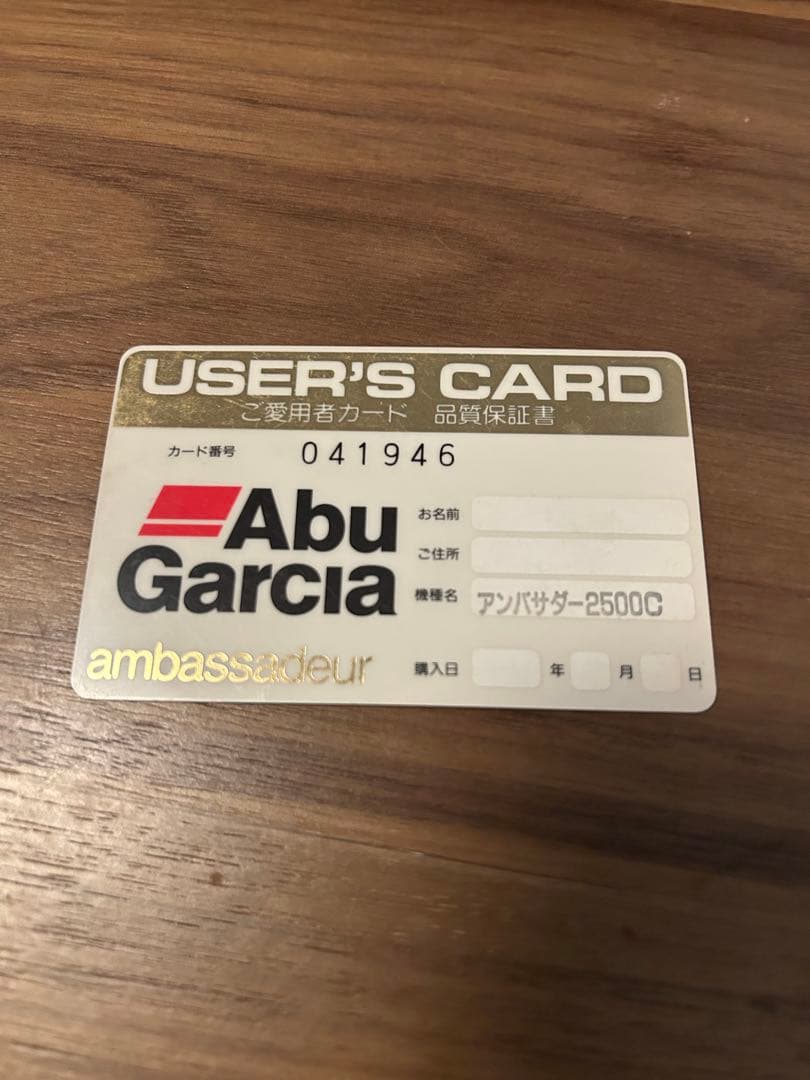 USER'S CARD
ご愛用者カード 品質保証書
カード番号 041946
Abu
Garcia
ambassadeur
お名前
ご住所
機種名 アンバサダー2500C
購入日 年 月 日